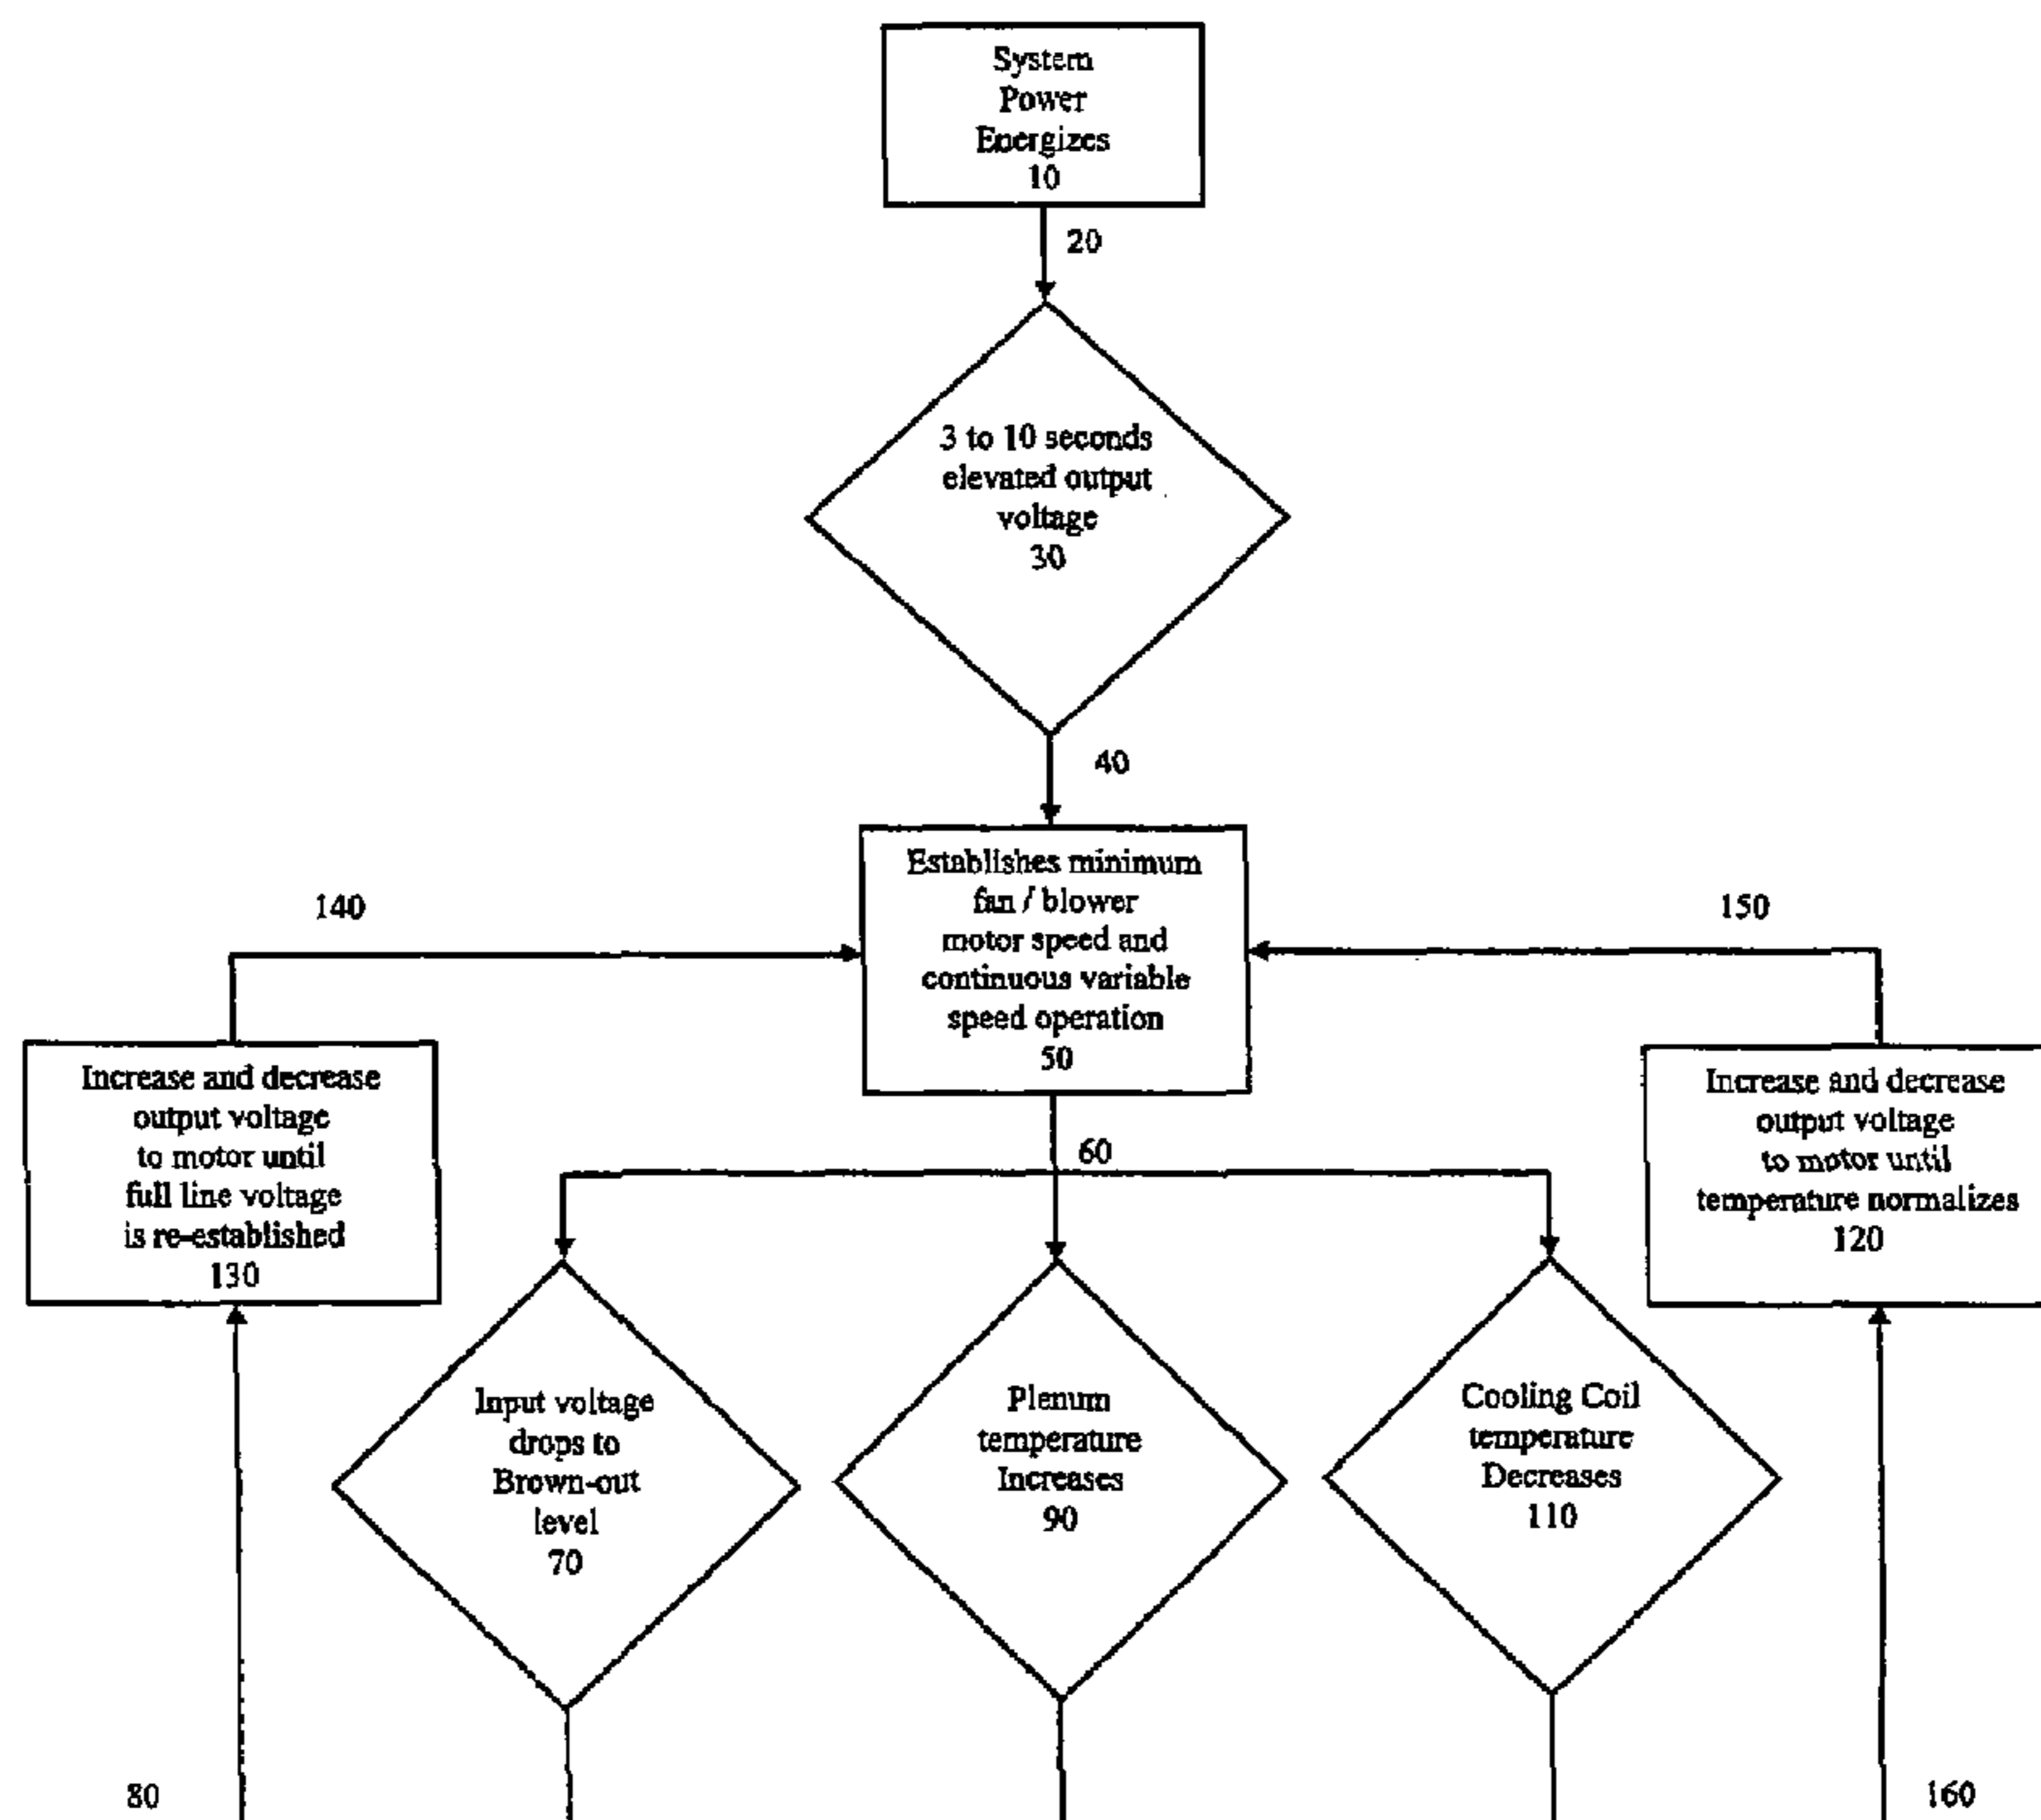 System
Power
Energizes
10
20
3 to 10 seconds
elevated output
voltage
30
40
Establishes minimum
fan / blower
motor speed and
continuous variable
speed operation
50
140
150
Increase and decrease
output voltage
to motor until
full line voltage
is re-established
130
60
Increase and decrease
output voltage
to motor until
temperature normalizes
120
Input voltage
drops to
Brown-out
level
70
Plenum
temperature
Increases
90
Cooling Coil
temperature
Decreases
110
80
160